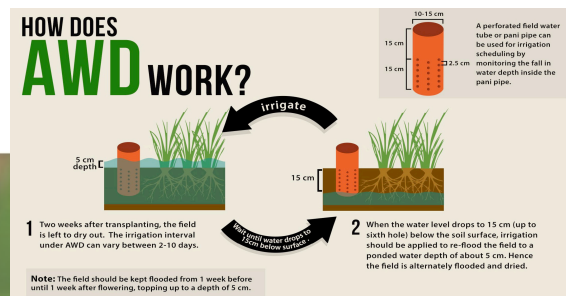 HOW DOES
AWD WORK?
10-15 cm
15 cm
15 cm
2.5 cm
A perforated field water
tube or pani pipe can
be used for irrigation
scheduling by
monitoring the fall in
water depth inside the
pani pipe.
irrigate
5 cm
depth
15 cm
Wait until water drops to
15cm below surface.
1 Two weeks after transplanting, the field
is left to dry out. The irrigation interval
under AWD can vary between 2-10 days.
2 When the water level drops to 15 cm (up to
sixth hole) below the soil surface, irrigation
should be applied to re-flood the field to a
ponded water depth of about 5 cm. Hence
the field is alternately flooded and dried.
Note: The field should be kept flooded from 1 week before
until 1 week after flowering, topping up to a depth of 5 cm.